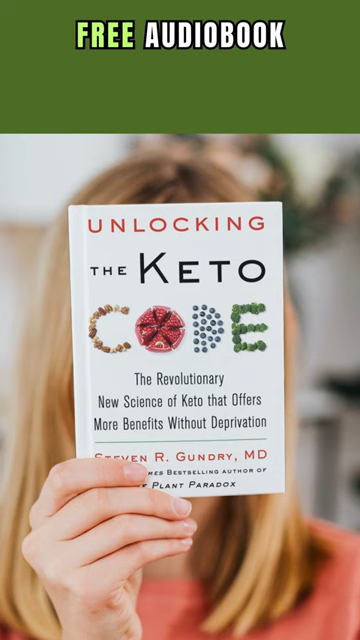 FREE AUDIOBOOK
UNLOCKING
THE KETO
CODE
The Revolutionary
New Science of Keto that Offers
More Benefits Without Deprivation
STEVEN R. GUNDRY, MD
BESTSELLING AUTHOR OF
PLANT PARADOX